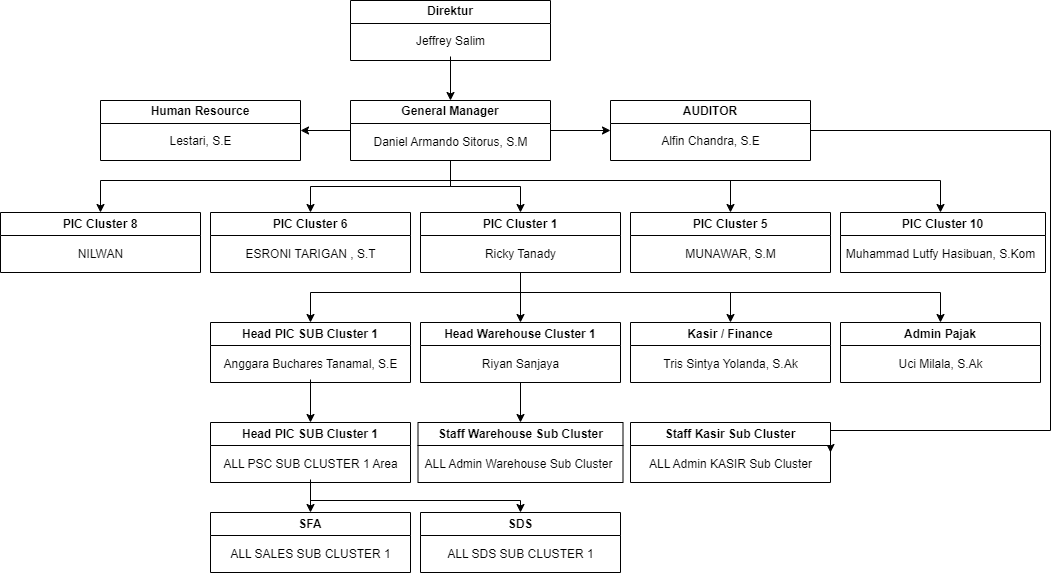 Direktur
Jeffrey Salim
Human Resource
Lestari, S.E
General Manager
Daniel Armando Sitorus, S.M
AUDITOR
Alfin Chandra, S.E
PIC Cluster 8
NILWAN
PIC Cluster 6
ESRONI TARIGAN , S.T
PIC Cluster 1
Ricky Tanady
PIC Cluster 5
MUNAWAR, S.M
PIC Cluster 10
Muhammad Lutfy Hasibuan, S.Kom
Head PIC SUB Cluster 1
Anggara Buchares Tanamal, S.E
Head Warehouse Cluster 1
Riyan Sanjaya
Kasir / Finance
Tris Sintya Yolanda, S.Ak
Admin Pajak
Uci Milala, S.Ak
Head PIC SUB Cluster 1
ALL PSC SUB CLUSTER 1 Area
Staff Warehouse Sub Cluster
ALL Admin Warehouse Sub Cluster
Staff Kasir Sub Cluster
ALL Admin KASIR Sub Cluster
SFA
ALL SALES SUB CLUSTER 1
SDS
ALL SDS SUB CLUSTER 1